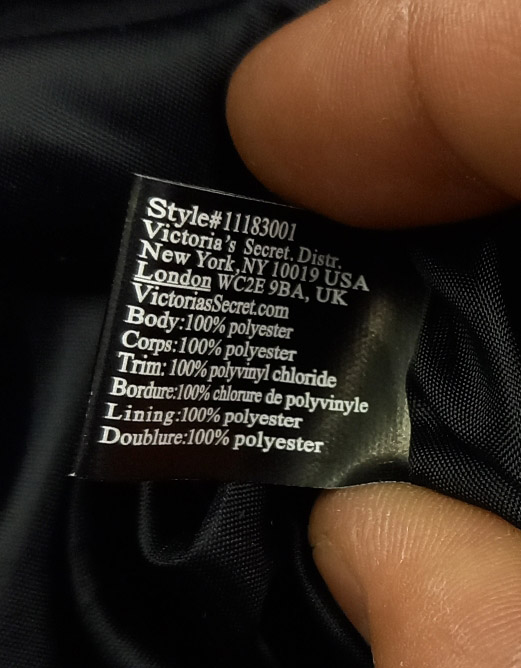 Style#11183001
Victoria's Secret. Distr.
New York,NY 10019 USA
London WC2E 9BA, UK
VictoriasSecret.com
Body:100% polyester
Corps:100% polyester
Trim: 100% polyvinyl chloride
Bordure:100% chlorure de polyvinyle
Lining:100% polyester
Doublure:100% polyester